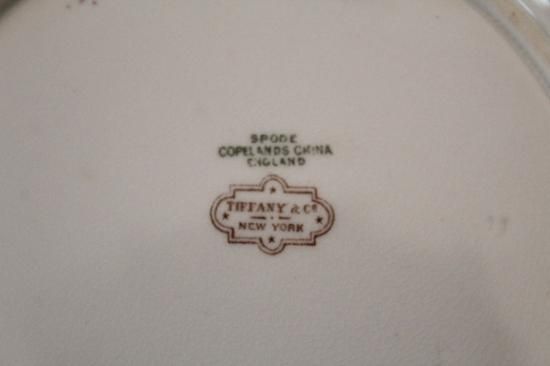 SPODE
COPELANDS CHINA
ENGLAND
TIFFANY & Co
NEW YORK